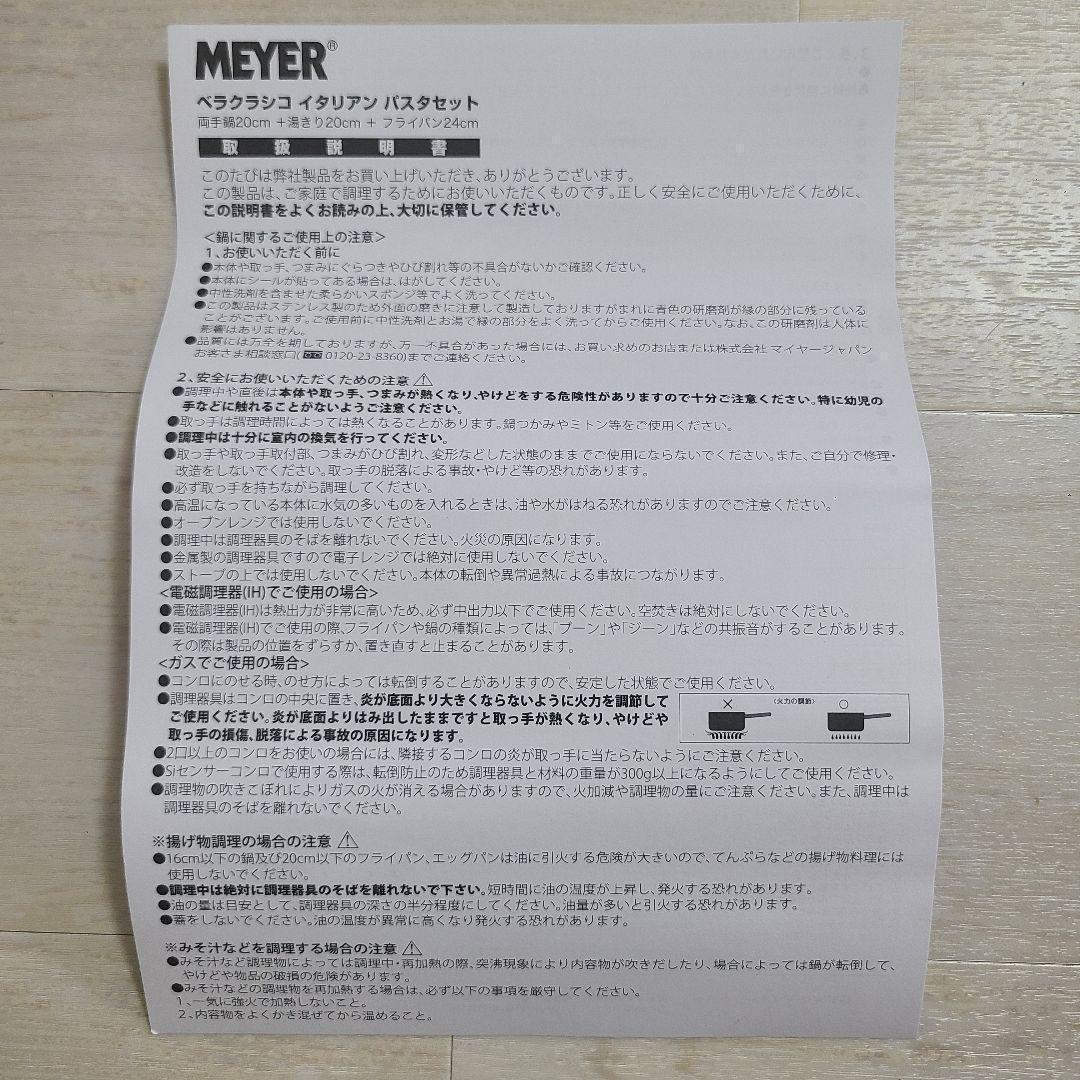 MEYER®
ベラクラシコ イタリアン パスタセット
両手鍋20cm +湯きり20cm + フライパン24cm
取扱説明書
このたびは弊社製品をお買い上げいただき、ありがとうございます。
この製品は、ご家庭で調理するためにお使いいただくものです。正しく安全にご使用いただくために、
この説明書をよくお読みの上、大切に保管してください。
＜鍋に関するご使用上の注意＞
1、お使いいただく前に
●本体や取っ手、つまみにぐらつきやひび割れ等の不具合がないかご確認ください。
●本体にシールが貼ってある場合は、はがしてください。
●中性洗剤を含ませた柔らかいスポンジ等でよく洗ってください。
●この製品はステンレス製のため外面の磨きに注意して製造しておりますがまれに青色の研磨剤が縁の部分に残っている
ことがございます。ご使用前に中性洗剤とお湯で縁の部分をよく洗ってからご使用ください。なお、この研磨剤は人体に
影響はありません。
●品質には万全を期しておりますが、万一不具合があった場合には、お買い求めのお店または株式会社 マイヤージャパン
お客さま相談窓口( 0120-23-8360)までご連絡ください。
2、安全にお使いいただくための注意 ⚠
●調理中や直後は本体や取っ手、つまみが熱くなり、やけどをする危険性がありますので十分ご注意ください。特に幼児の
手などに触れることがないようご注意ください。
●取っ手は調理時間によっては熱くなることがあります。鍋つかみやミトン等をご使用ください。
●調理中は十分に室内の換気を行ってください。
●取っ手や取っ手取付部、つまみがひび割れ、変形などした状態のままでご使用にならないでください。また、ご自分で修理・
改造をしないでください。取っ手の脱落による事故・やけど等の恐れがあります。
●必ず取っ手を持ちながら調理してください。
●高温になっている本体に水気の多いものを入れるときは、油や水がはねる恐れがありますのでご注意ください。
●オーブンレンジでは使用しないでください。
●調理中は調理器具のそばを離れないでください。火災の原因になります。
●金属製の調理器具ですので電子レンジでは絶対に使用しないでください。
●ストーブの上では使用しないでください。本体の転倒や異常過熱による事故につながります。
＜電磁調理器(IH)でご使用の場合＞
●電磁調理器(IH)は熱出力が非常に高いため、必ず中出力以下でご使用ください。空焚きは絶対にしないでください。
●電磁調理器(IH)でご使用の際、フライパンや鍋の種類によっては、「ブーン」や「ジーン」などの共振音がすることがあります。
その際は製品の位置をずらすか、置き直すと止まることがあります。
＜ガスでご使用の場合＞
●コンロにのせる時、のせ方によっては転倒することがありますので、安定した状態でご使用ください。
●調理器具はコンロの中央に置き、炎が底面より大きくならないように火力を調節して
ご使用ください。炎が底面よりはみ出したままですと取っ手が熱くなり、やけどや
取っ手の損傷、脱落による事故の原因になります。
× 〈火力の調節〉 ○
●2口以上のコンロをお使いの場合には、隣接するコンロの炎が取っ手に当たらないようにご注意ください。
●Siセンサーコンロで使用する際は、転倒防止のため調理器具と材料の重量が300g以上になるようにしてご使用ください。
●調理物の吹きこぼれによりガスの火が消える場合がありますので、火加減や調理物の量にご注意ください。また、調理中は
調理器具のそばを離れないでください。
※揚げ物調理の場合の注意 ⚠
●16cm以下の鍋及び20cm以下のフライパン、エッグパンは油に引火する危険が大きいので、てんぷらなどの揚げ物料理には
使用しないでください。
●調理中は絶対に調理器具のそばを離れないで下さい。短時間に油の温度が上昇し、発火する恐れがあります。
●油の量は目安として、調理器具の深さの半分程度にしてください。油量が多いと引火する恐れがあります。
●蓋をしないでください。油の温度が異常に高くなり発火する恐れがあります。
※みそ汁などを調理する場合の注意 ⚠
●みそ汁など調理物によっては調理中・再加熱の際、突沸現象により内容物が吹きだしたり、場合によっては鍋が転倒して、
やけどや物品の破損の危険があります。
●みそ汁などの調理物を再加熱する場合は、必ず以下の事項を厳守してください。
1、一気に強火で加熱しないこと。
2、内容物をよくかき混ぜてから温めること。